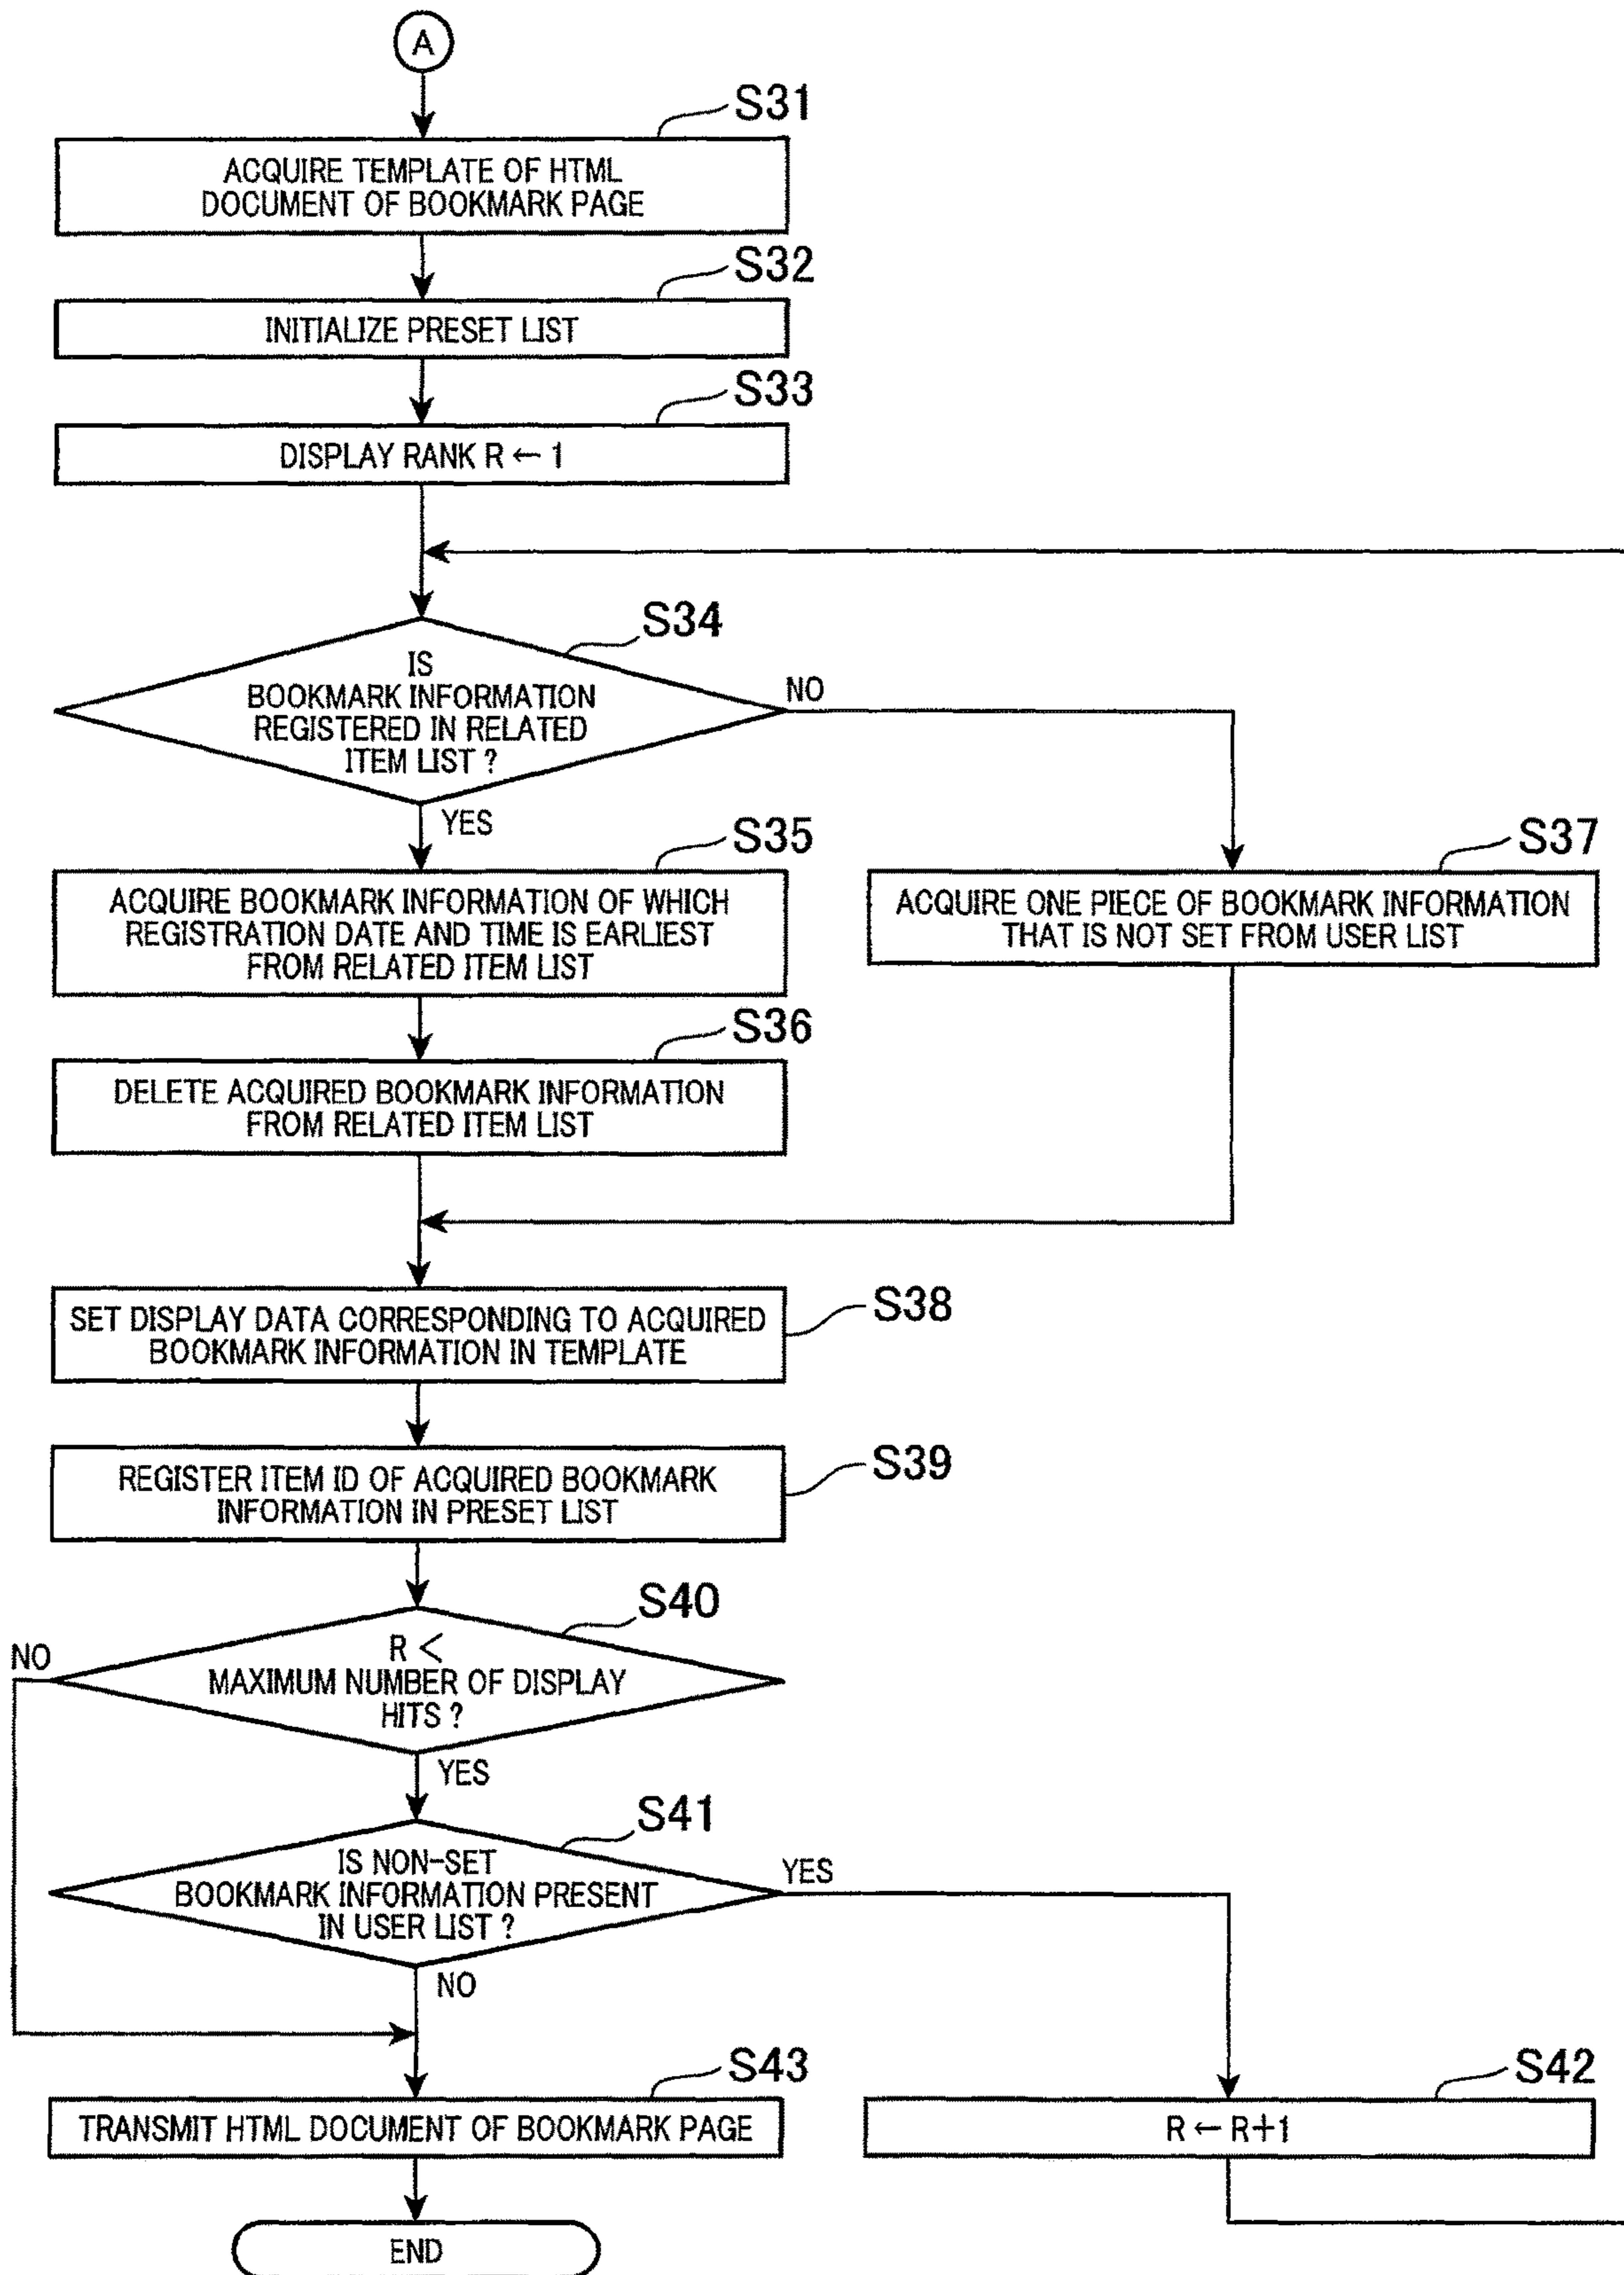 A
S31
ACQUIRE TEMPLATE OF HTML
DOCUMENT OF BOOKMARK PAGE
S32
INITIALIZE PRESET LIST
S33
DISPLAY RANK R ← 1
S34
IS
BOOKMARK INFORMATION
REGISTERED IN RELATED
ITEM LIST ?
NO
YES
S35
ACQUIRE BOOKMARK INFORMATION OF WHICH
REGISTRATION DATE AND TIME IS EARLIEST
FROM RELATED ITEM LIST
S37
ACQUIRE ONE PIECE OF BOOKMARK INFORMATION
THAT IS NOT SET FROM USER LIST
S36
DELETE ACQUIRED BOOKMARK INFORMATION
FROM RELATED ITEM LIST
S38
SET DISPLAY DATA CORRESPONDING TO ACQUIRED
BOOKMARK INFORMATION IN TEMPLATE
S39
REGISTER ITEM ID OF ACQUIRED BOOKMARK
INFORMATION IN PRESET LIST
S40
NO
R <
MAXIMUM NUMBER OF DISPLAY
HITS ?
YES
S41
IS NON-SET
BOOKMARK INFORMATION PRESENT
IN USER LIST ?
YES
NO
S43
TRANSMIT HTML DOCUMENT OF BOOKMARK PAGE
S42
R ← R+1
END